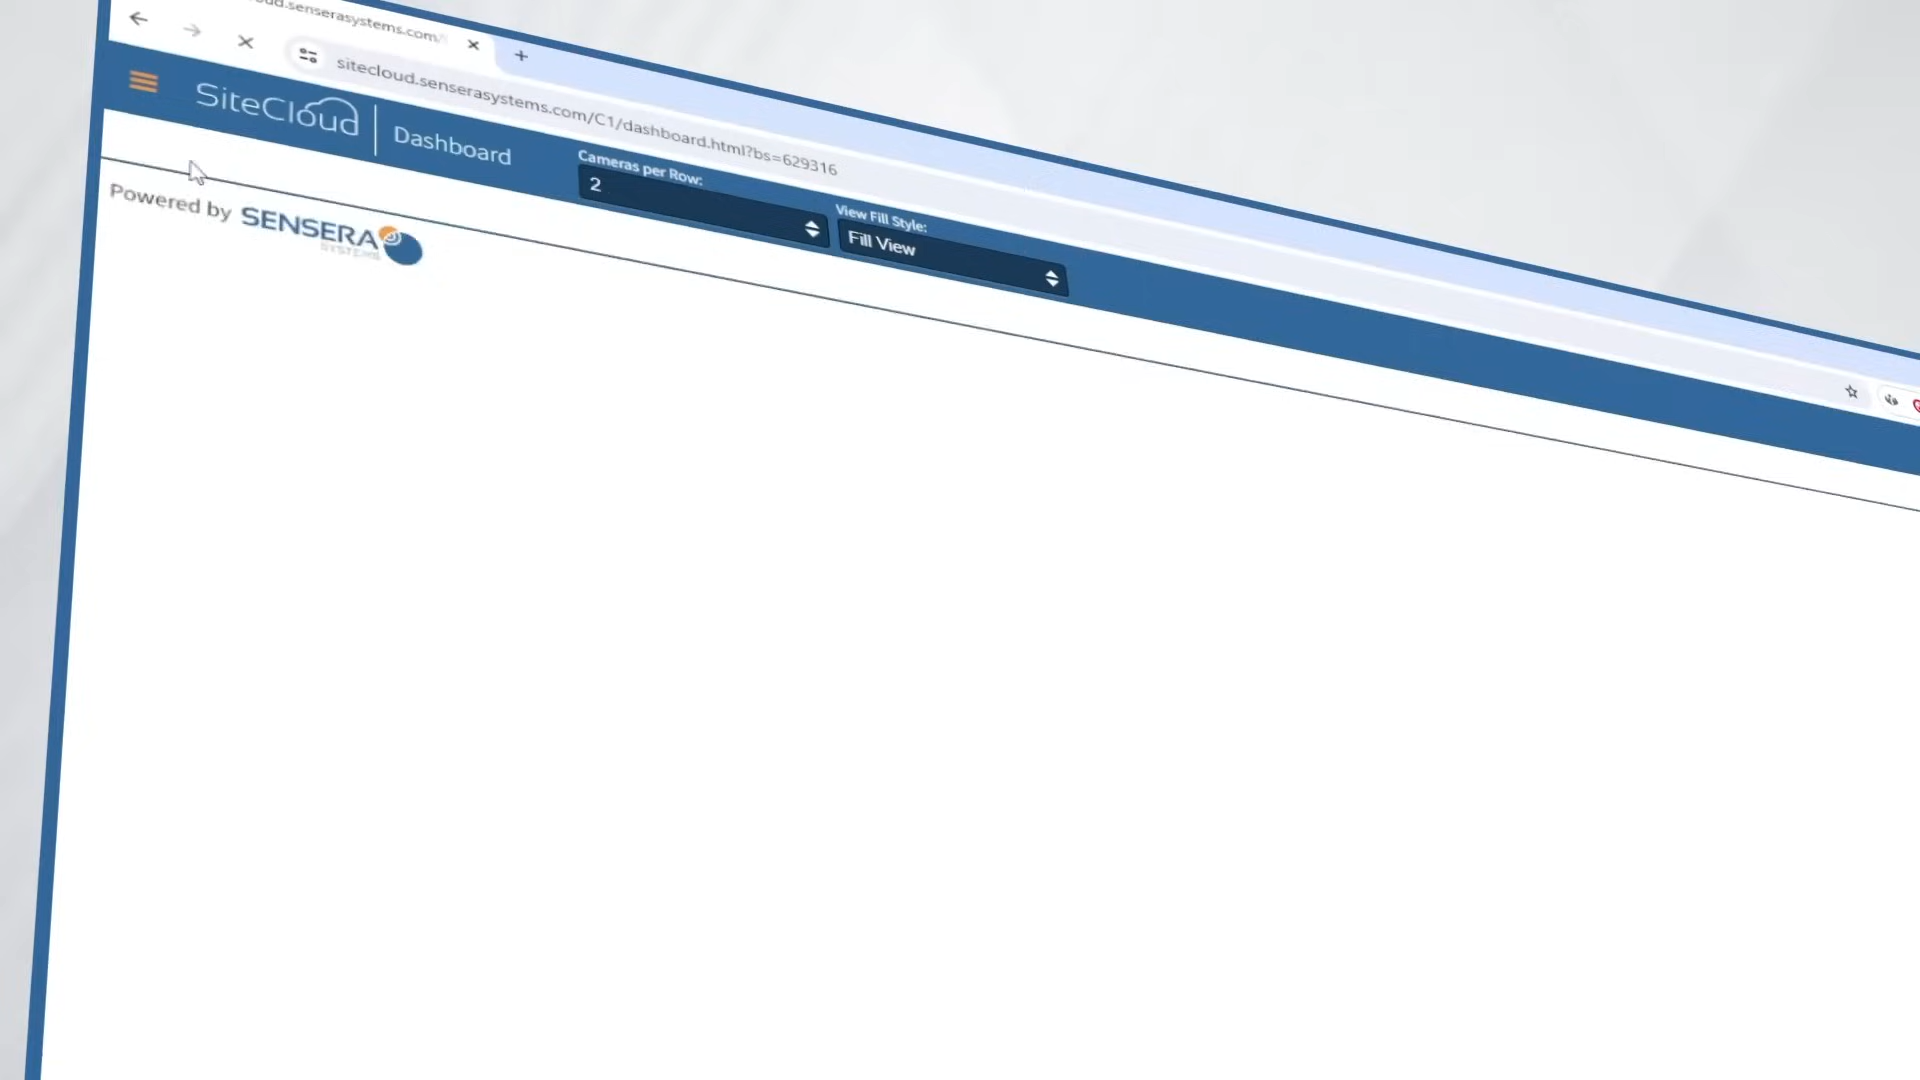 senserasystems.com/
sitecloud.senserasystems.com/C1/dashboard.html?bs=629316
SiteCloud
Dashboard
Cameras per Row:
2
View Fill Style:
Fill View
Powered by SENSERA
SYSTEMS